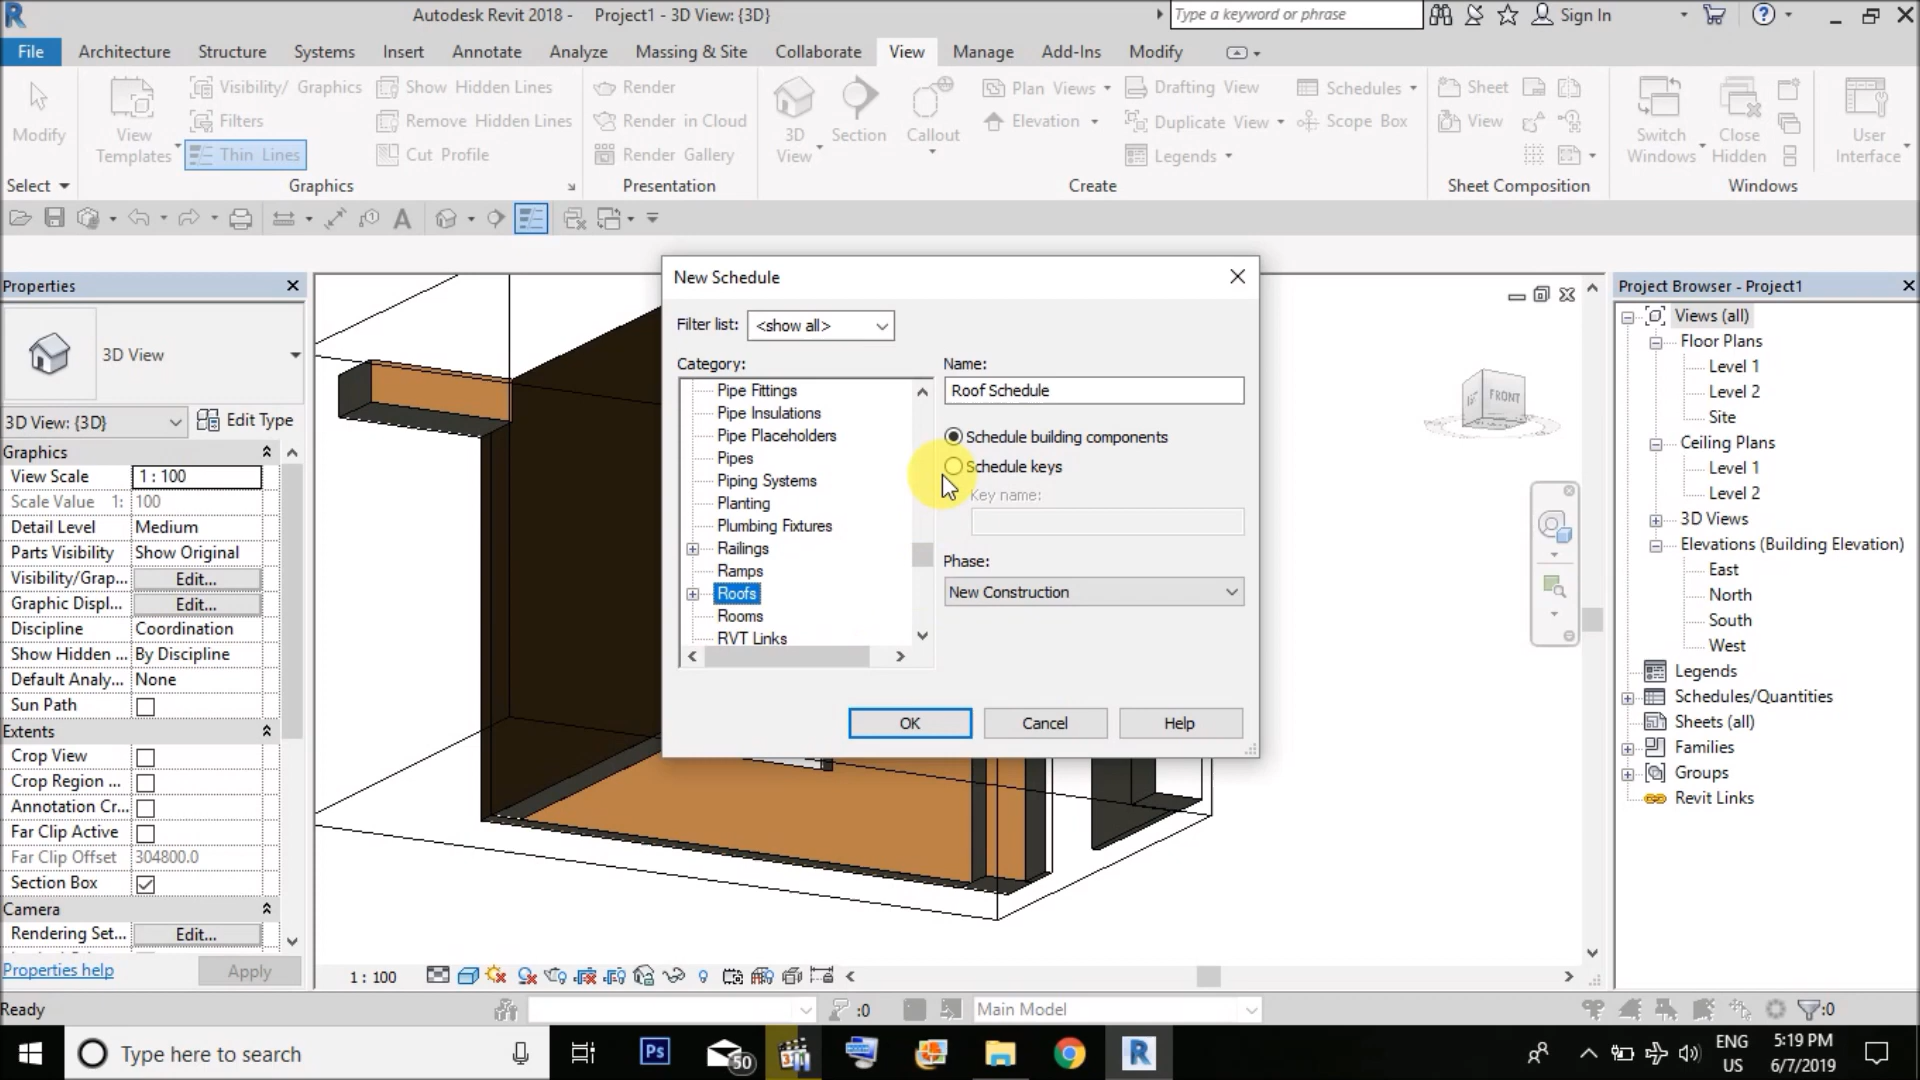 Autodesk Revit 2018 - Project1 - 3D View: {3D}
Type a keyword or phrase
Sign In
File Architecture Structure Systems Insert Annotate Analyze Massing & Site Collaborate View Manage Add-Ins Modify
Modify
View Templates
Visibility/ Graphics
Filters
Thin Lines
Show Hidden Lines
Remove Hidden Lines
Cut Profile
Render
Render in Cloud
Render Gallery
3D View
Section
Callout
Plan Views
Elevation
Drafting View
Duplicate View
Legends
Schedules
Scope Box
Sheet
View
Switch Windows
Close Hidden
User Interface
Select
Graphics
Presentation
Create
Sheet Composition
Windows
Properties
3D View
3D View: {3D}
Edit Type
Graphics
View Scale 1 : 100
Scale Value 1: 100
Detail Level Medium
Parts Visibility Show Original
Visibility/Grap... Edit...
Graphic Displ... Edit...
Discipline Coordination
Show Hidden ... By Discipline
Default Analy... None
Sun Path
Extents
Crop View
Crop Region ...
Annotation Cr...
Far Clip Active
Far Clip Offset 304800.0
Section Box
Camera
Rendering Set... Edit...
Properties help
Apply
New Schedule
Filter list: <show all>
Category:
Pipe Fittings
Pipe Insulations
Pipe Placeholders
Pipes
Piping Systems
Planting
Plumbing Fixtures
Railings
Ramps
Roofs
Rooms
RVT Links
Name:
Roof Schedule
Schedule building components
Schedule keys
Key name:
Phase:
New Construction
OK
Cancel
Help
FRONT
Project Browser - Project1
Views (all)
Floor Plans
Level 1
Level 2
Site
Ceiling Plans
Level 1
Level 2
3D Views
Elevations (Building Elevation)
East
North
South
West
Legends
Schedules/Quantities
Sheets (all)
Families
Groups
Revit Links
1 : 100
Ready
:0
Main Model
:0
Type here to search
Ps
50
ENG
US
5:19 PM
6/7/2019